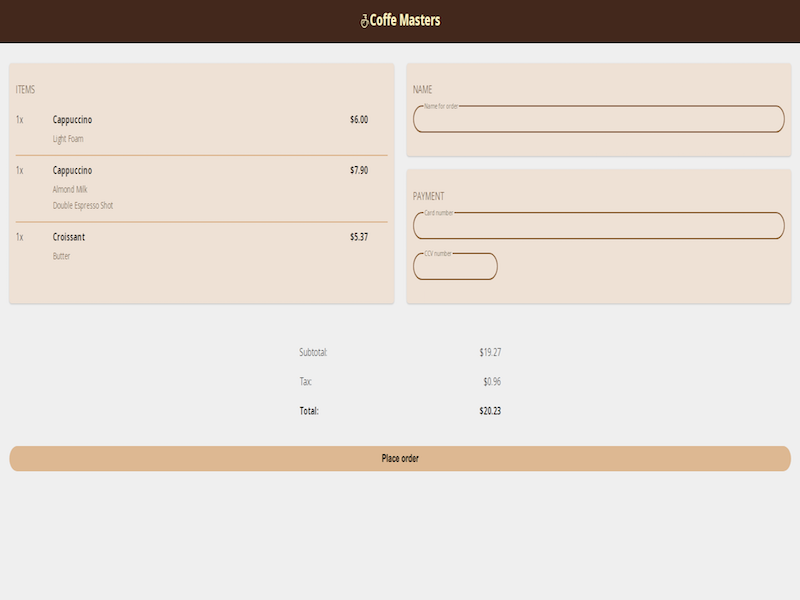 Coffe Masters
ITEMS
1x Cappuccino $6.00
Light Foam
1x Cappuccino $7.90
Almond Milk
Double Espresso Shot
1x Croissant $5.37
Butter
NAME
Name for order
PAYMENT
Card number
CCV number
Subtotal: $19.27
Tax: $0.96
Total: $20.23
Place order